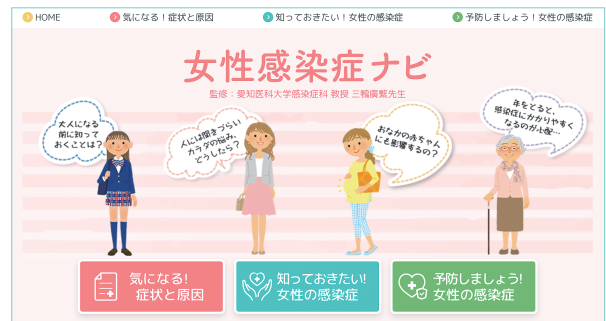 HOME
気になる！症状と原因
知っておきたい！女性の感染症
予防しましょう！女性の感染症
女性感染症ナビ
監修：愛知医科大学感染症科 教授 三鴨廣繁先生
大人になる
前に知って
おくことは？
人には聞きづらい
カラダの悩み、
どうしたら？
おなかの赤ちゃん
にも影響するの？
年をとると、
感染症にかかりやすく
なるのが心配…
気になる!
症状と原因
知っておきたい!
女性の感染症
予防しましょう!
女性の感染症